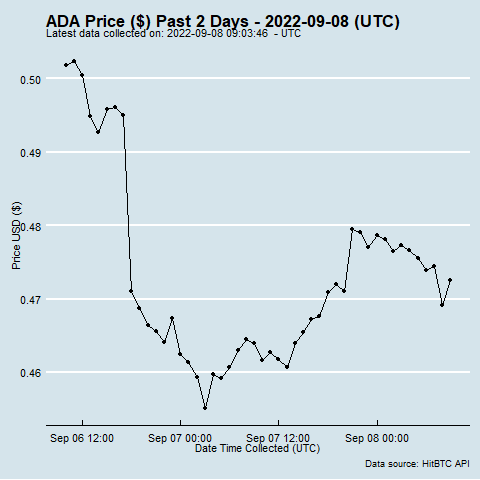 ADA Price ($) Past 2 Days - 2022-09-08 (UTC)
Latest data collected on: 2022-09-08 09:03:46 - UTC
0.50
0.49
0.48
0.47
0.46
Price USD ($)
Sep 06 12:00 Sep 07 00:00 Sep 07 12:00 Sep 08 00:00
Date Time Collected (UTC)
Data source: HitBTC API